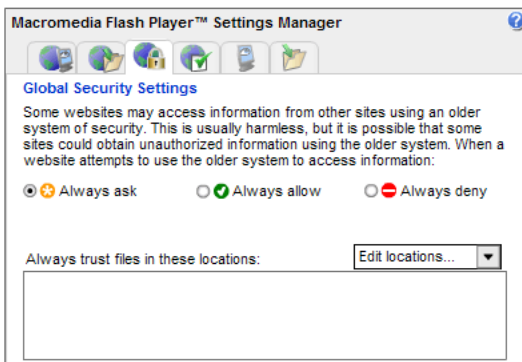 Macromedia Flash Player™ Settings Manager
?
Global Security Settings
Some websites may access information from other sites using an older
system of security. This is usually harmless, but it is possible that some
sites could obtain unauthorized information using the older system. When a
website attempts to use the older system to access information:
Always ask Always allow Always deny
Always trust files in these locations: Edit locations...